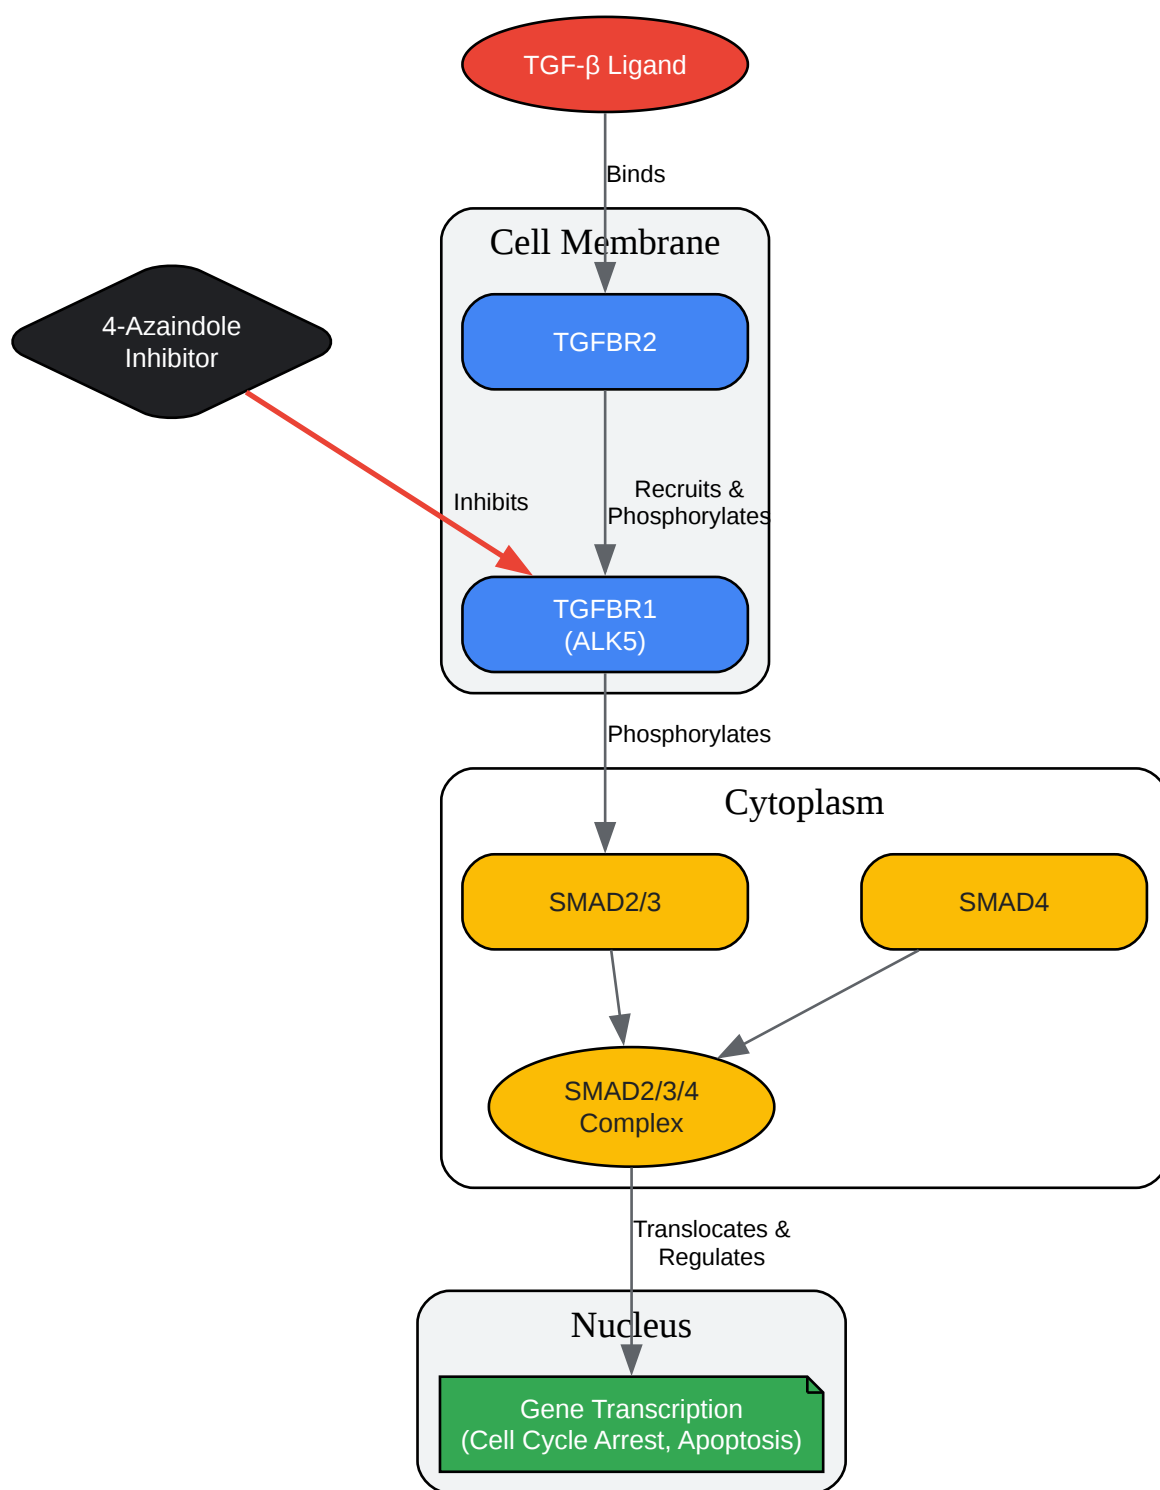 TGF-β Ligand
Binds
Cell Membrane
TGFBR2
4-Azaindole
Inhibitor
Inhibits
Recruits &
Phosphorylates
TGFBR1
(ALK5)
Phosphorylates
Cytoplasm
SMAD2/3
SMAD4
SMAD2/3/4
Complex
Translocates &
Regulates
Nucleus
Gene Transcription
(Cell Cycle Arrest, Apoptosis)